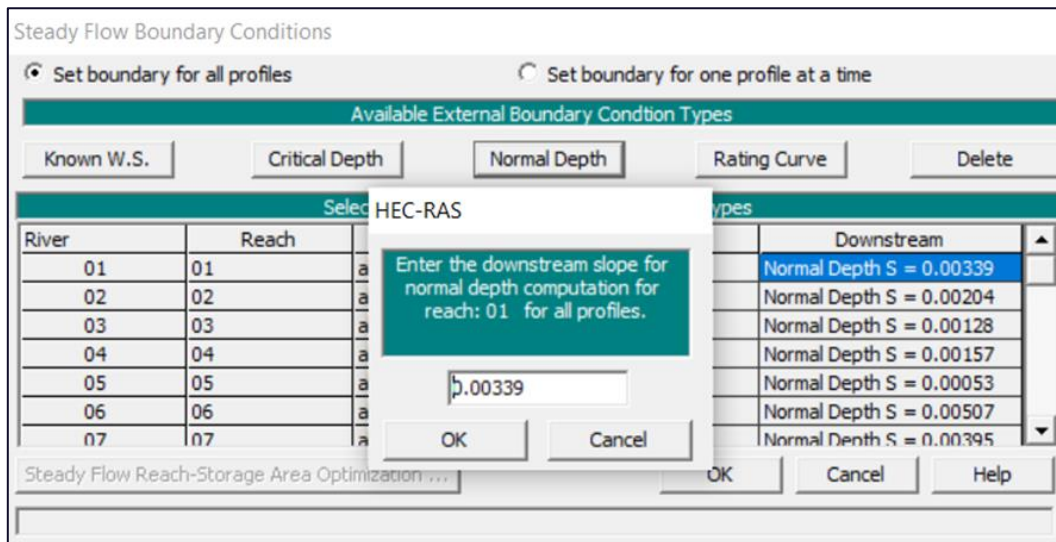 Steady Flow Boundary Conditions
Set boundary for all profiles
Set boundary for one profile at a time
Available External Boundary Condtion Types
Known W.S.
Critical Depth
Normal Depth
Rating Curve
Delete
HEC-RAS
Enter the downstream slope for
normal depth computation for
reach: 01 for all profiles.
0.00339
OK
Cancel
River Reach Downstream
01 01 Normal Depth S = 0.00339
02 02 Normal Depth S = 0.00204
03 03 Normal Depth S = 0.00128
04 04 Normal Depth S = 0.00157
05 05 Normal Depth S = 0.00053
06 06 Normal Depth S = 0.00507
07 07 Normal Depth S = 0.00395
Steady Flow Reach-Storage Area Optimization ...
OK
Cancel
Help